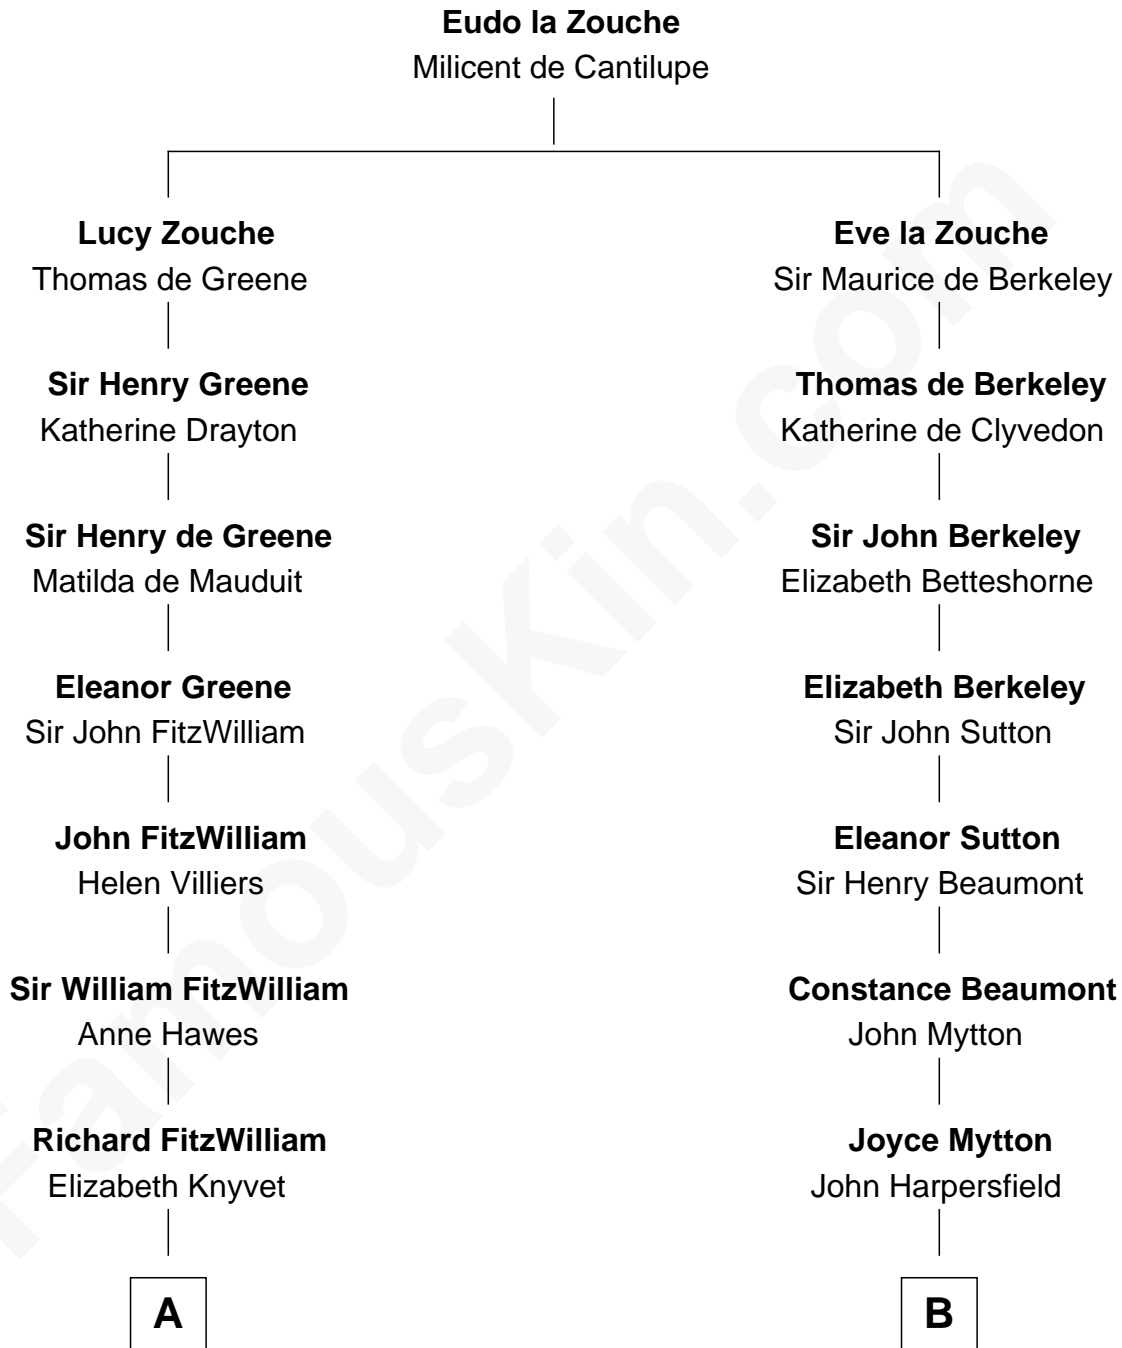 Eudo la Zouche
Milicent de Cantilupe
Lucy Zouche
Thomas de Greene
Eve la Zouche
Sir Maurice de Berkeley
Sir Henry Greene
Katherine Drayton
Thomas de Berkeley
Katherine de Clyvedon
Sir Henry de Greene
Matilda de Mauduit
Sir John Berkeley
Elizabeth Betteshorne
Eleanor Greene
Sir John FitzWilliam
Elizabeth Berkeley
Sir John Sutton
John FitzWilliam
Helen Villiers
Eleanor Sutton
Sir Henry Beaumont
Sir William FitzWilliam
Anne Hawes
Constance Beaumont
John Mytton
Richard FitzWilliam
Elizabeth Knyvet
Joyce Mytton
John Harpersfield
A
B
FamousKin.com